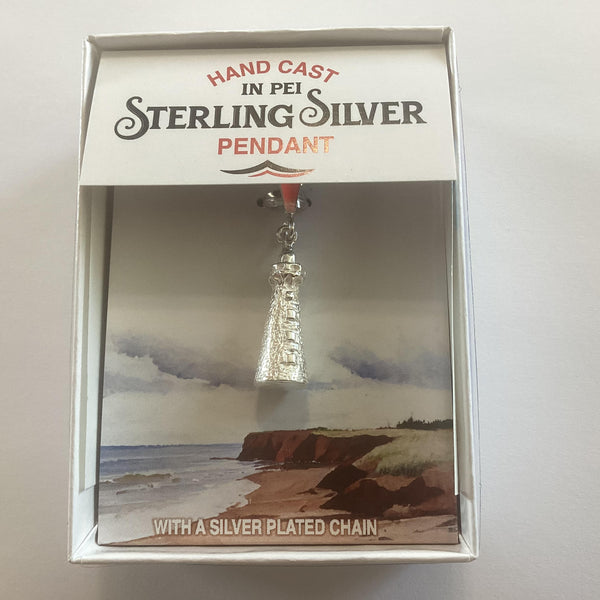 HAND CAST
IN PEI
STERLING SILVER
PENDANT
WITH A SILVER PLATED CHAIN